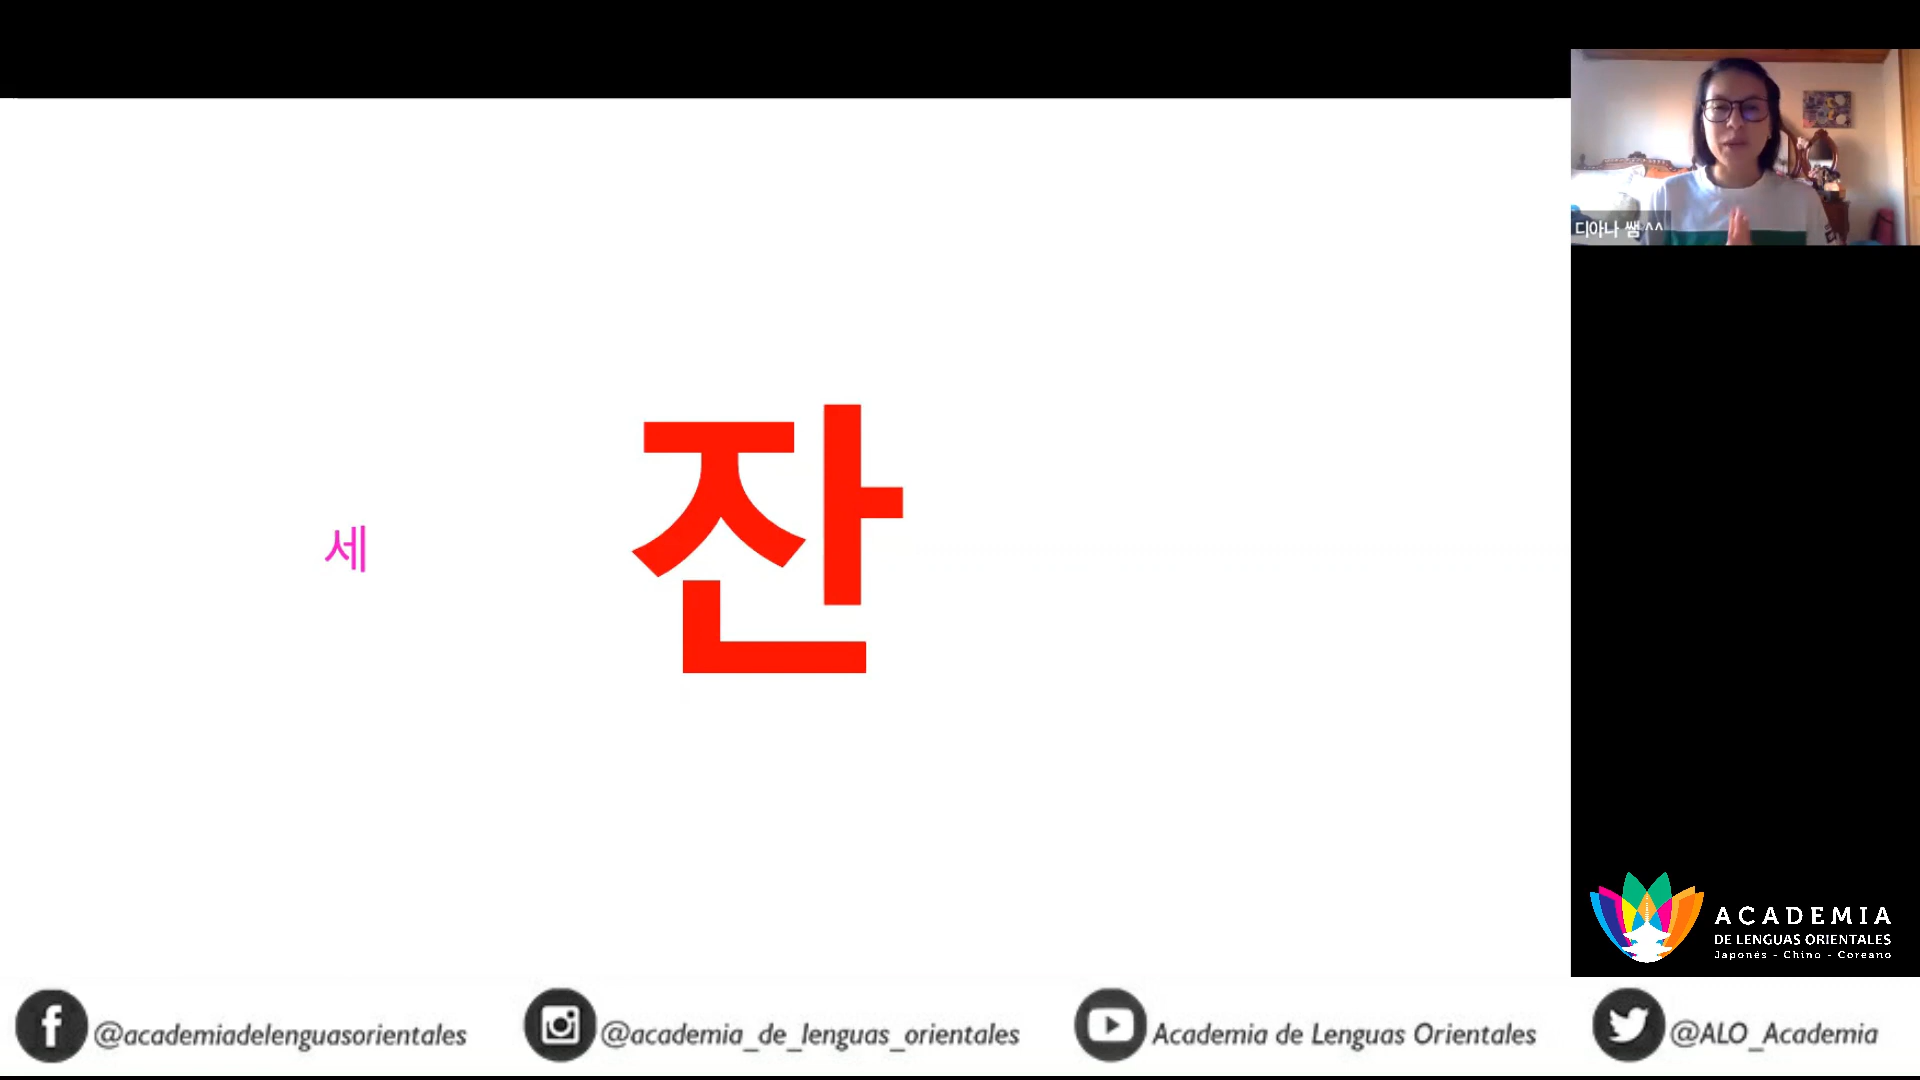 디아나 쌤 ^^
세
잔
ACADEMIA
DE LENGUAS ORIENTALES
Japonés - Chino - Coreano
@academiadelenguasorientales
@academia_de_lenguas_orientales
Academia de Lenguas Orientales
@ALO_Academia